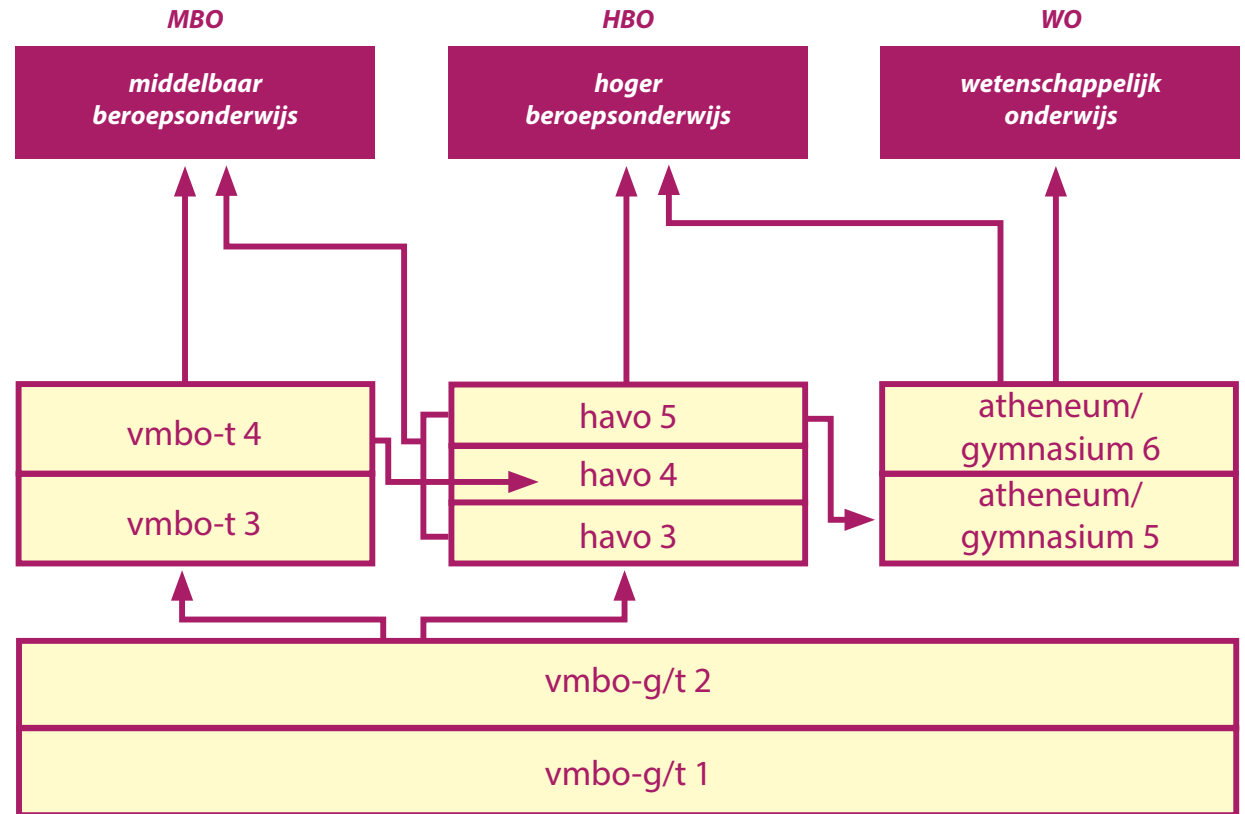 MBO
HBO
WO
middelbaar
beroepsonderwijs
hoger
beroepsonderwijs
wetenschappelijk
onderwijs
vmbo-t 4
vmbo-t 3
havo 5
havo 4
havo 3
atheneum/
gymnasium 6
atheneum/
gymnasium 5
vmbo-g/t 2
vmbo-g/t 1